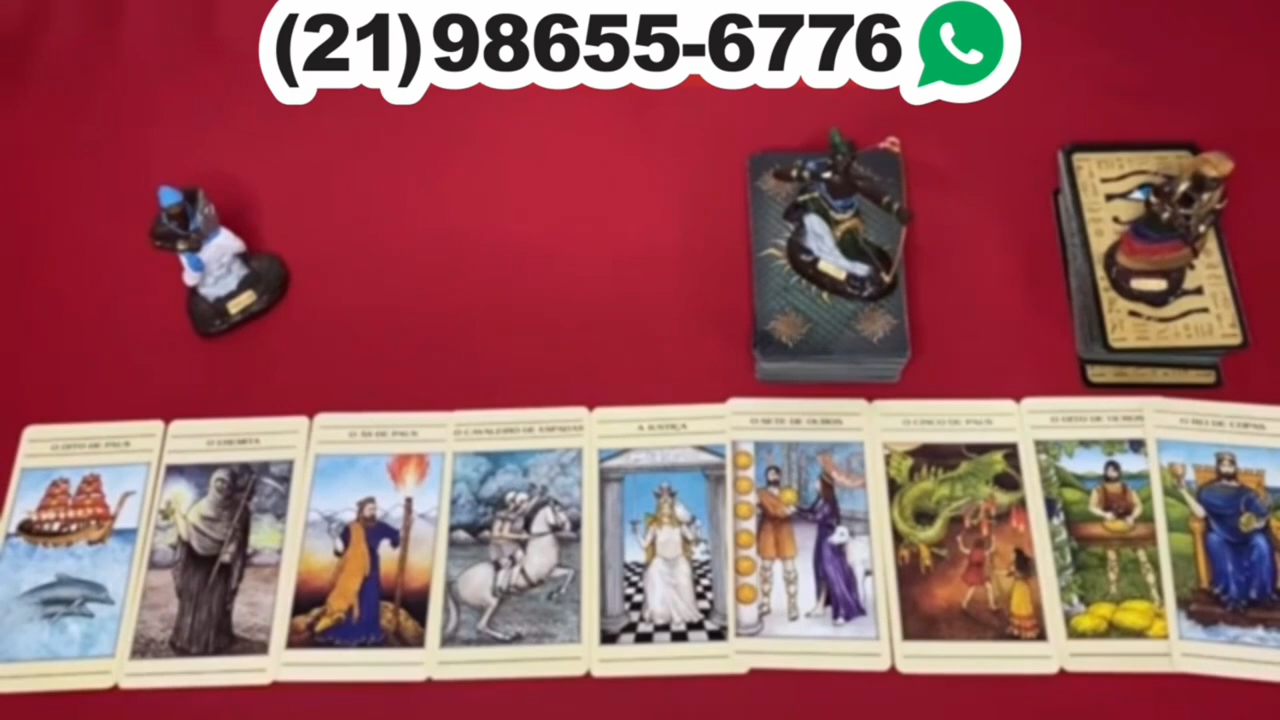 (21) 98655-6776
O OITO DE PAUS
O EREMITA
O ÁS DE PAUS
O CAVALEIRO DE ESPADAS
A JUSTIÇA
O SETE DE OUROS
O CINCO DE PAUS
O OITO DE OUROS
O REI DE COPAS